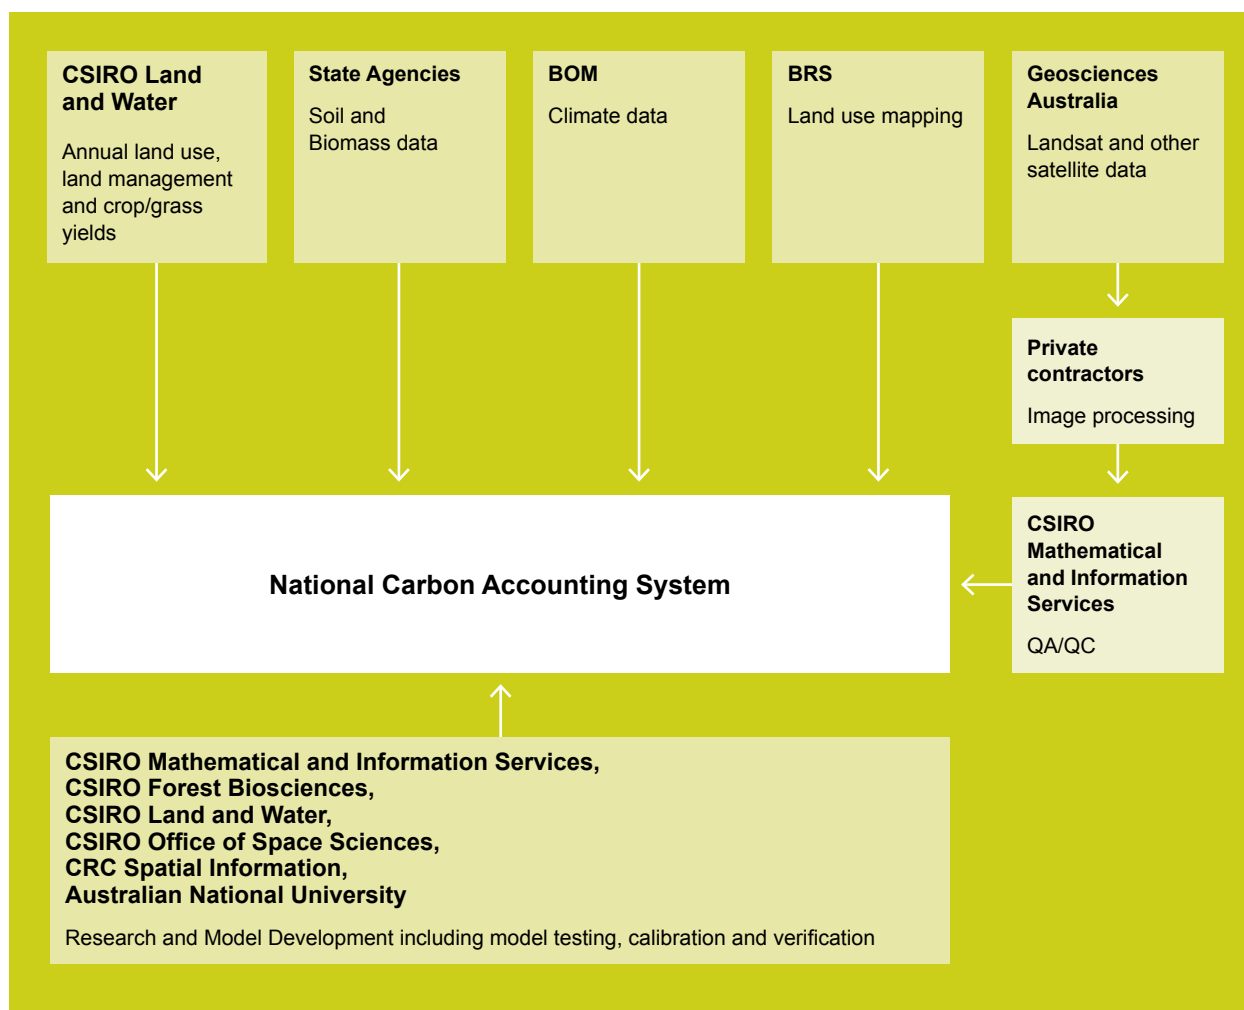 CSIRO Land
and Water
Annual land use,
land management
and crop/grass
yields
State Agencies
Soil and
Biomass data
BOM
Climate data
BRS
Land use mapping
Geosciences
Australia
Landsat and other
satellite data
Private
contractors
Image processing
CSIRO
Mathematical
and Information
Services
QA/QC
National Carbon Accounting System
CSIRO Mathematical and Information Services,
CSIRO Forest Biosciences,
CSIRO Land and Water,
CSIRO Office of Space Sciences,
CRC Spatial Information,
Australian National University
Research and Model Development including model testing, calibration and verification